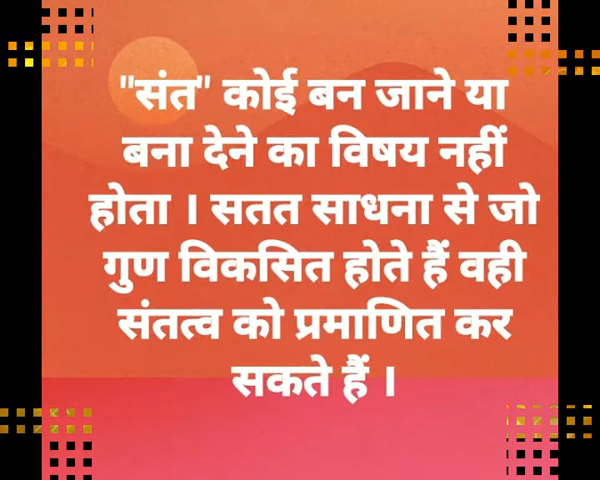 "संत" कोई बन जाने या
बना देने का विषय नहीं
होता । सतत साधना से जो
गुण विकसित होते हैं वही
संतत्व को प्रमाणित कर
सकते हैं ।